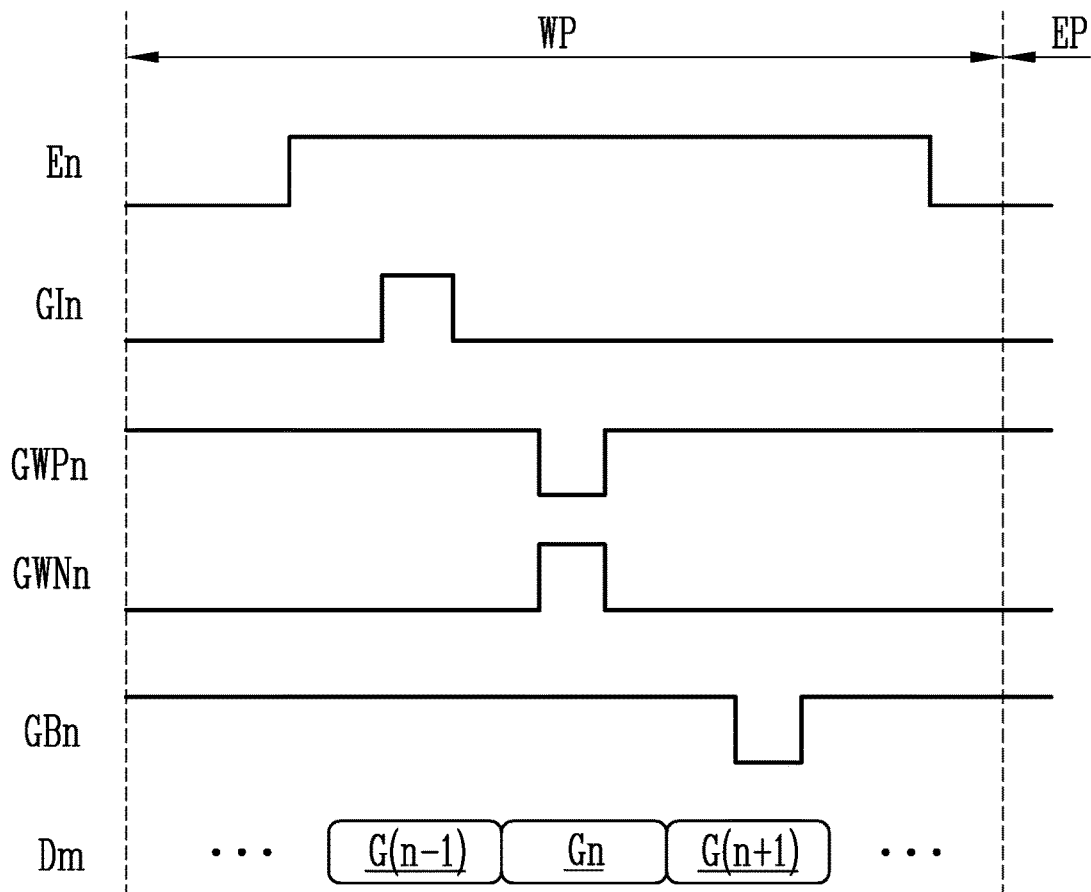 WP EP
En
GIn
GWPn
GWNn
GBn
Dm ··· G(n-1) Gn G(n+1) ···